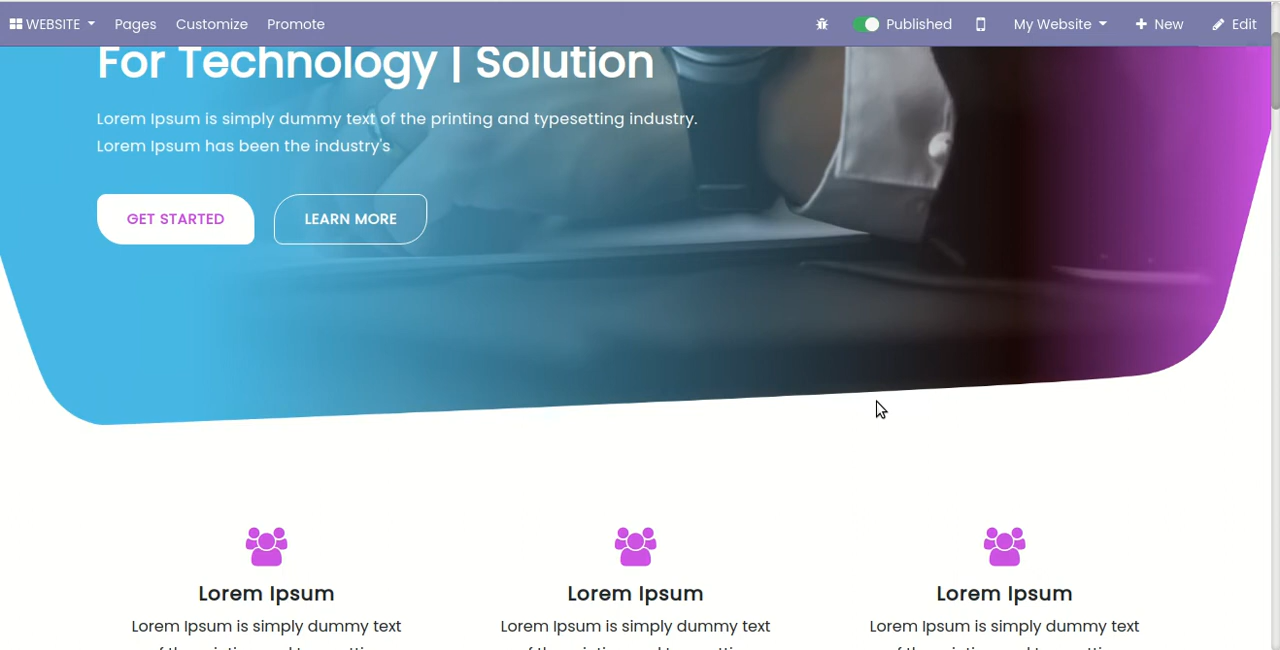 WEBSITE Pages Customize Promote Published My Website New Edit
For Technology | Solution
Lorem Ipsum is simply dummy text of the printing and typesetting industry.
Lorem Ipsum has been the industry's
GET STARTED LEARN MORE
Lorem Ipsum Lorem Ipsum Lorem Ipsum
Lorem Ipsum is simply dummy text Lorem Ipsum is simply dummy text Lorem Ipsum is simply dummy text